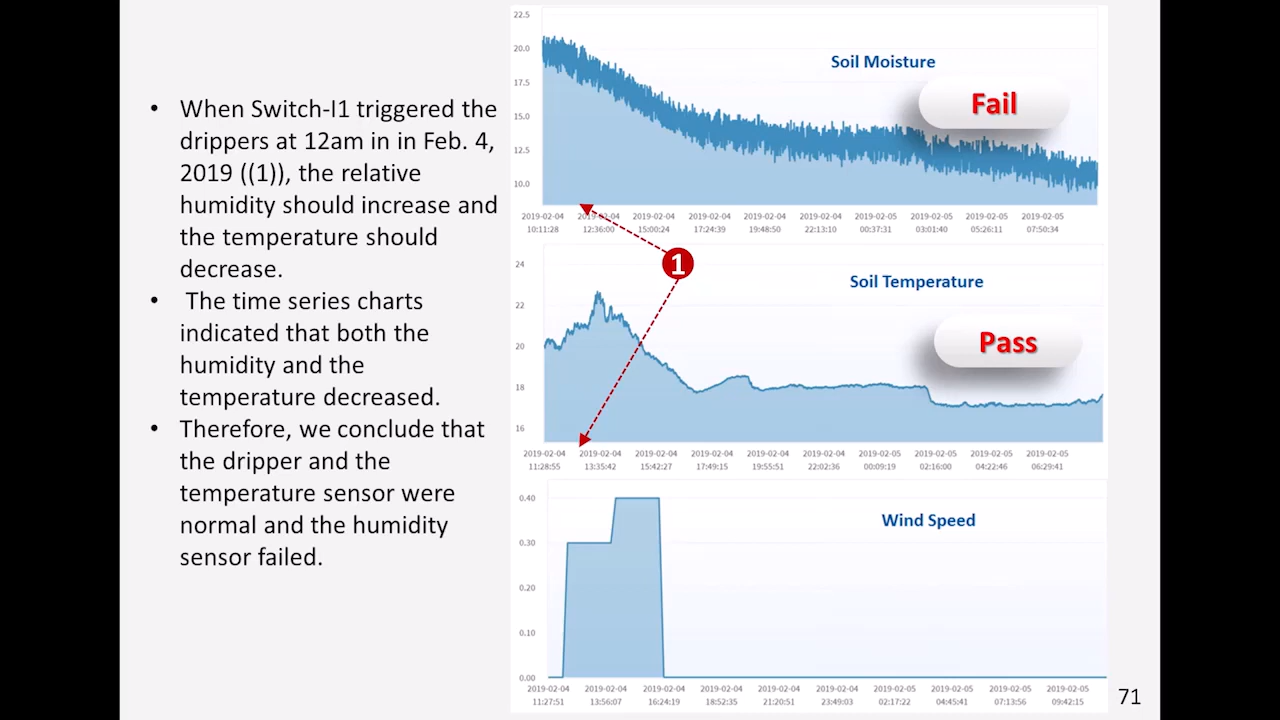 • When Switch-I1 triggered the
drippers at 12am in in Feb. 4,
2019 ((1)), the relative
humidity should increase and
the temperature should
decrease.
• The time series charts
indicated that both the
humidity and the
temperature decreased.
• Therefore, we conclude that
the dripper and the
temperature sensor were
normal and the humidity
sensor failed.
22.5
20.0
17.5
15.0
12.5
10.0
Soil Moisture
Fail
2019-02-04 2019-02-04 2019-02-04 2019-02-04 2019-02-04 2019-02-04 2019-02-05 2019-02-05 2019-02-05 2019-02-05
10:11:28 12:36:00 15:00:24 17:24:39 19:48:50 22:13:10 00:37:31 03:01:40 05:26:11 07:50:34
1
24
22
20
18
16
Soil Temperature
Pass
2019-02-04 2019-02-04 2019-02-04 2019-02-04 2019-02-04 2019-02-04 2019-02-05 2019-02-05 2019-02-05 2019-02-05
11:28:55 13:35:42 15:42:27 17:49:15 19:55:51 22:02:36 00:09:19 02:16:00 04:22:46 06:29:41
0.40
0.30
0.20
0.10
0.00
Wind Speed
2019-02-04 2019-02-04 2019-02-04 2019-02-04 2019-02-04 2019-02-04 2019-02-05 2019-02-05 2019-02-05 2019-02-05
11:27:51 13:56:07 16:24:19 18:52:35 21:20:51 23:49:03 02:17:22 04:45:41 07:13:56 09:42:15
71